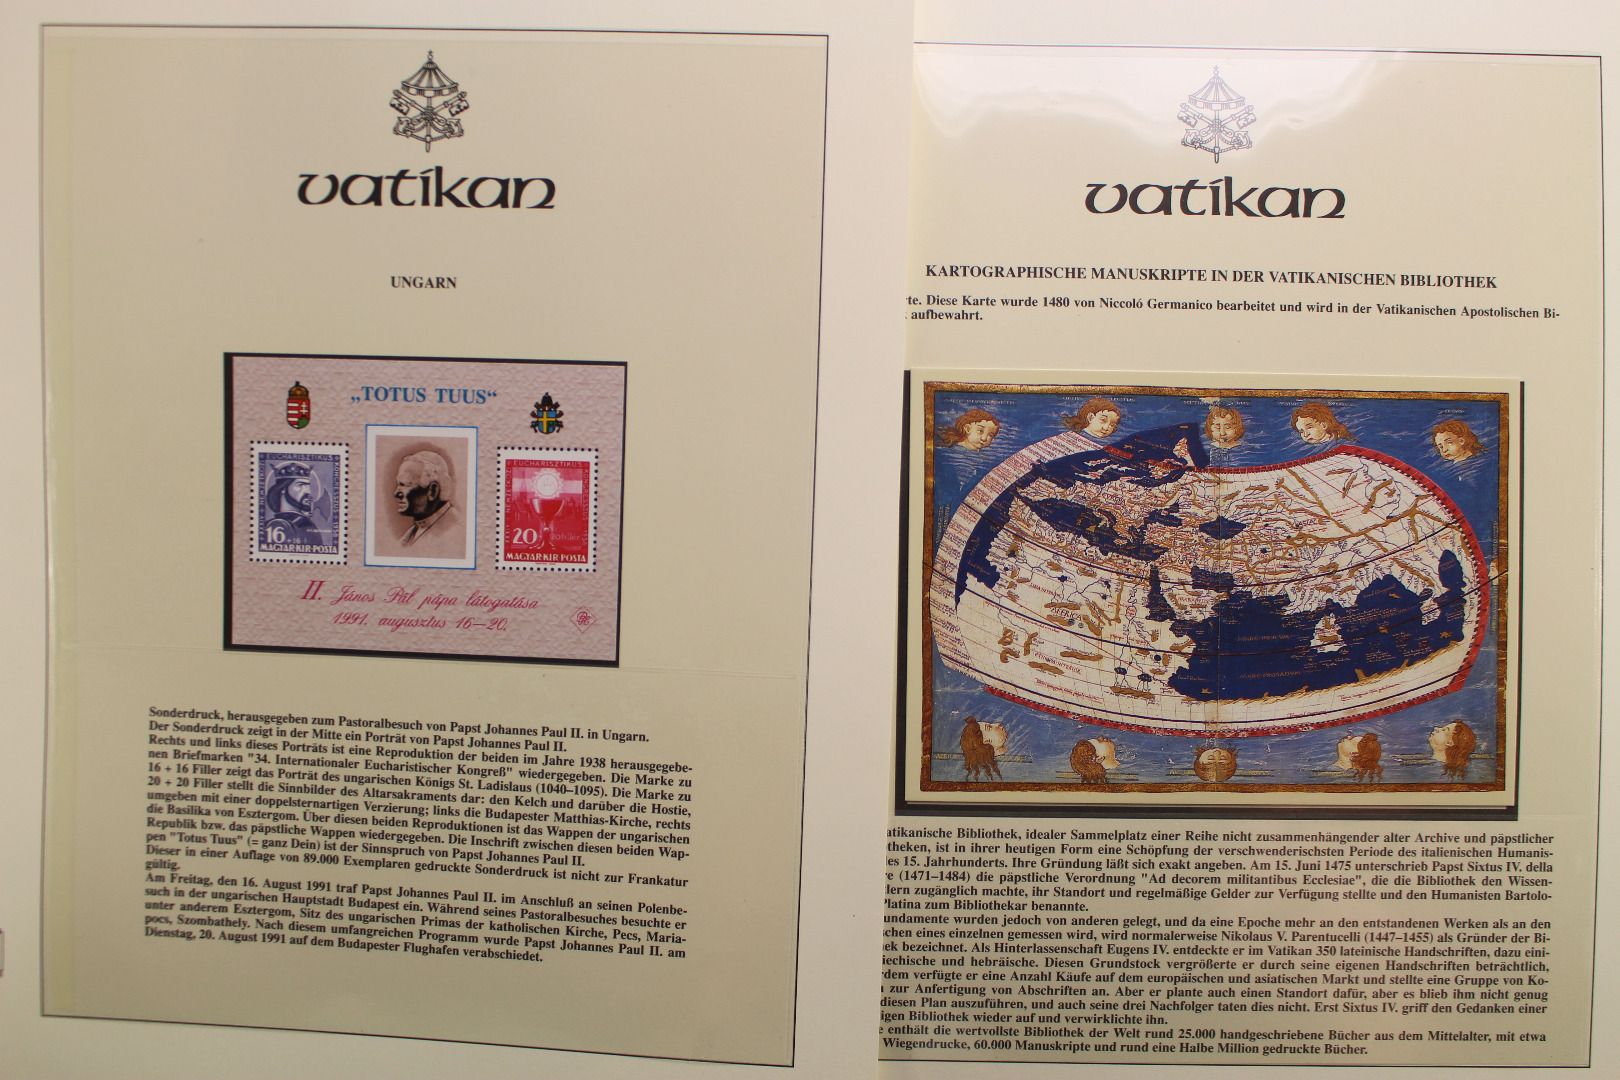 vatikan
UNGARN
„TOTUS TUUS“
EUCHARISZTIKUS
16
MAGYAR·KIR·POSTA
EUCHARISZTIKUS
20
MAGYAR·KIR·POSTA
II. János Pál pápa látogatása
1991. augusztus 16—20.
Sonderdruck, herausgegeben zum Pastoralbesuch von Papst Johannes Paul II. in Ungarn.
Der Sonderdruck zeigt in der Mitte ein Porträt von Papst Johannes Paul II.
Rechts und links dieses Porträts ist eine Reproduktion der beiden im Jahre 1938 herausgegebe-
nen Briefmarken "34. Internationaler Eucharistischer Kongreß" wiedergegeben. Die Marke zu
16 + 16 Filler zeigt das Porträt des ungarischen Königs St. Ladislaus (1040–1095). Die Marke zu
20 + 20 Filler stellt die Sinnbilder des Altarsakraments dar: den Kelch und darüber die Hostie,
umgeben mit einer doppelsternartigen Verzierung; links die Budapester Matthias-Kirche, rechts
die Basilika von Esztergom. Über diesen beiden Reproduktionen ist das Wappen der ungarischen
Republik bzw. das päpstliche Wappen wiedergegeben. Die Inschrift zwischen diesen beiden Wap-
pen "Totus Tuus" (= ganz Dein) ist der Sinnspruch von Papst Johannes Paul II.
Dieser in einer Auflage von 89.000 Exemplaren gedruckte Sonderdruck ist nicht zur Frankatur
gültig.
Am Freitag, den 16. August 1991 traf Papst Johannes Paul II. im Anschluß an seinen Polenbe-
such in der ungarischen Hauptstadt Budapest ein. Während seines Pastoralbesuches besuchte er
unter anderem Esztergom, Sitz des ungarischen Primas der katholischen Kirche, Pecs, Maria-
pocs, Szombathely. Nach diesem umfangreichen Programm wurde Papst Johannes Paul II. am
Dienstag, 20. August 1991 auf dem Budapester Flughafen verabschiedet.
vatikan
KARTOGRAPHISCHE MANUSKRIPTE IN DER VATIKANISCHEN BIBLIOTHEK
rte. Diese Karte wurde 1480 von Niccoló Germanico bearbeitet und wird in der Vatikanischen Apostolischen Bi-
aufbewahrt.
atikanische Bibliothek, idealer Sammelplatz einer Reihe nicht zusammenhängender alter Archive und päpstlicher
otheken, ist in ihrer heutigen Form eine Schöpfung der verschwenderischsten Periode des italienischen Humanis-
des 15. Jahrhunderts. Ihre Gründung läßt sich exakt angeben. Am 15. Juni 1475 unterschrieb Papst Sixtus IV. della
e (1471–1484) die päpstliche Verordnung "Ad decorem militantibus Ecclesiae", die die Bibliothek den Wissen-
lern zugänglich machte, ihr Standort und regelmäßige Gelder zur Verfügung stellte und den Humanisten Bartolo-
Platina zum Bibliothekar benannte.
undamente wurden jedoch von anderen gelegt, und da eine Epoche mehr an den entstandenen Werken als an den
schen eines einzelnen gemessen wird, wird normalerweise Nikolaus V. Parentucelli (1447–1455) als Gründer der Bi-
ek bezeichnet. Als Hinterlassenschaft Eugens IV. entdeckte er im Vatikan 350 lateinische Handschriften, dazu eini-
iechische und hebräische. Diesen Grundstock vergrößerte er durch seine eigenen Handschriften beträchtlich,
rdem verfügte er eine Anzahl Käufe auf dem europäischen und asiatischen Markt und stellte eine Gruppe von Ko-
n zur Anfertigung von Abschriften an. Aber er plante auch einen Standort dafür, aber es blieb ihm nicht genug
diesen Plan auszuführen, und auch seine drei Nachfolger taten dies nicht. Erst Sixtus IV. griff den Gedanken einer
igen Bibliothek wieder auf und verwirklichte ihn.
e enthält die wertvollste Bibliothek der Welt rund 25.000 handgeschriebene Bücher aus dem Mittelalter, mit etwa
Wiegendrucke, 60.000 Manuskripte und rund eine Halbe Million gedruckte Bücher.